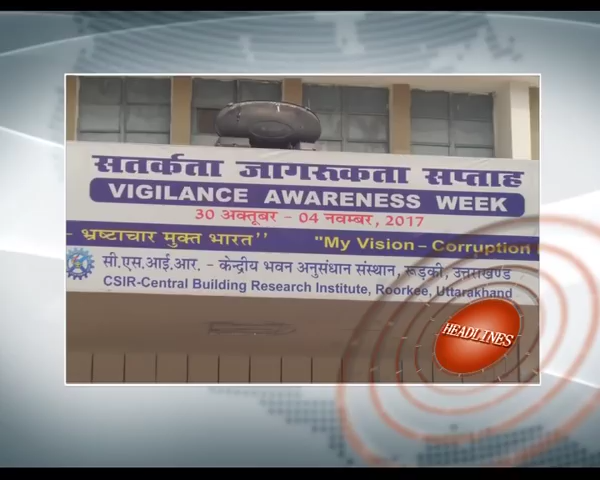 सतर्कता जागरूकता सप्ताह
VIGILANCE AWARENESS WEEK
30 अक्तूबर - 04 नवम्बर, 2017
- भ्रष्टाचार मुक्त भारत'' "My Vision – Corruption
सी.एस.आई.आर. - केन्द्रीय भवन अनुसंधान संस्थान, रूड़की, उत्तराखण्ड
CSIR-Central Building Research Institute, Roorkee, Uttarakhand
HEADLINES